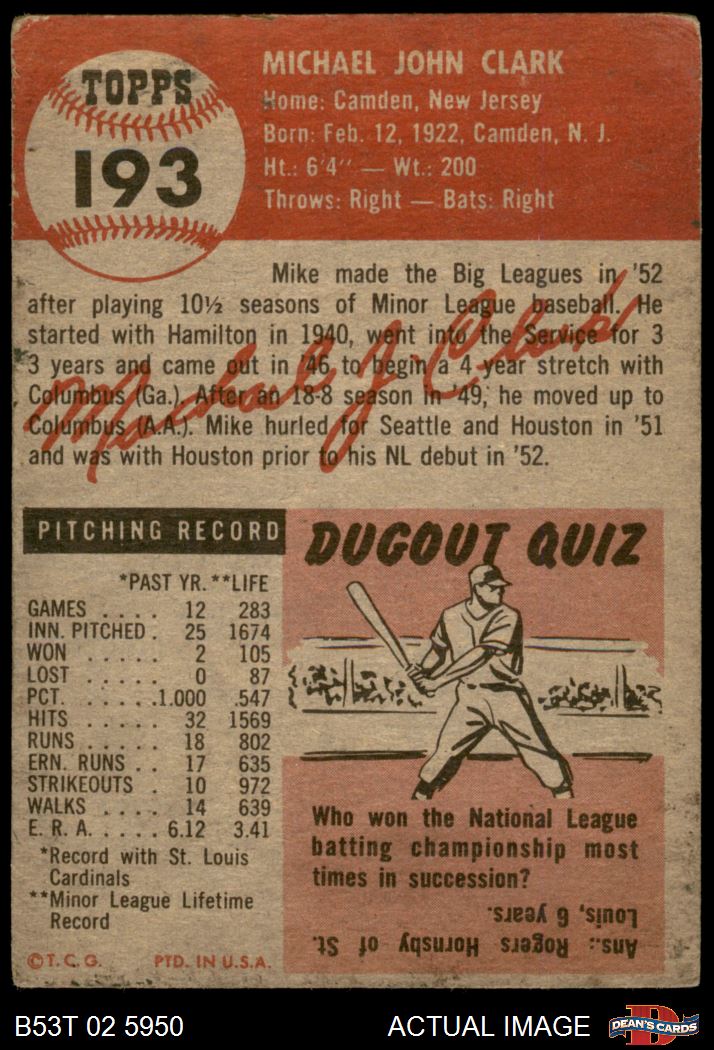 TOPPS
193
MICHAEL JOHN CLARK
Home: Camden, New Jersey
Born: Feb. 12, 1922, Camden, N. J.
Ht.: 6'4" — Wt.: 200
Throws: Right — Bats: Right
Mike made the Big Leagues in '52
after playing 10½ seasons of Minor League baseball. He
started with Hamilton in 1940, went into the Service for 3
3 years and came out in '46 to begin a 4 year stretch with
Columbus (Ga.). After an 18-8 season in '49, he moved up to
Columbus (A.A.). Mike hurled for Seattle and Houston in '51
and was with Houston prior to his NL debut in '52.
Michael J. Clark
PITCHING RECORD
*PAST YR. **LIFE
GAMES .... 12 283
INN. PITCHED . 25 1674
WON ..... 2 105
LOST ..... 0 87
PCT. .....1.000 .547
HITS ..... 32 1569
RUNS ..... 18 802
ERN. RUNS .. 17 635
STRIKEOUTS . 10 972
WALKS .... 14 639
E. R. A. .... 6.12 3.41
*Record with St. Louis
Cardinals
**Minor League Lifetime
Record
©T. C. G. PTD. IN U.S.A.
DUGOUT QUIZ
Who won the National League
batting championship most
times in succession?
Ans.: Rogers Hornsby of St.
Louis, 6 years.
B53T 02 5950 ACTUAL IMAGE
DEAN'S CARDS